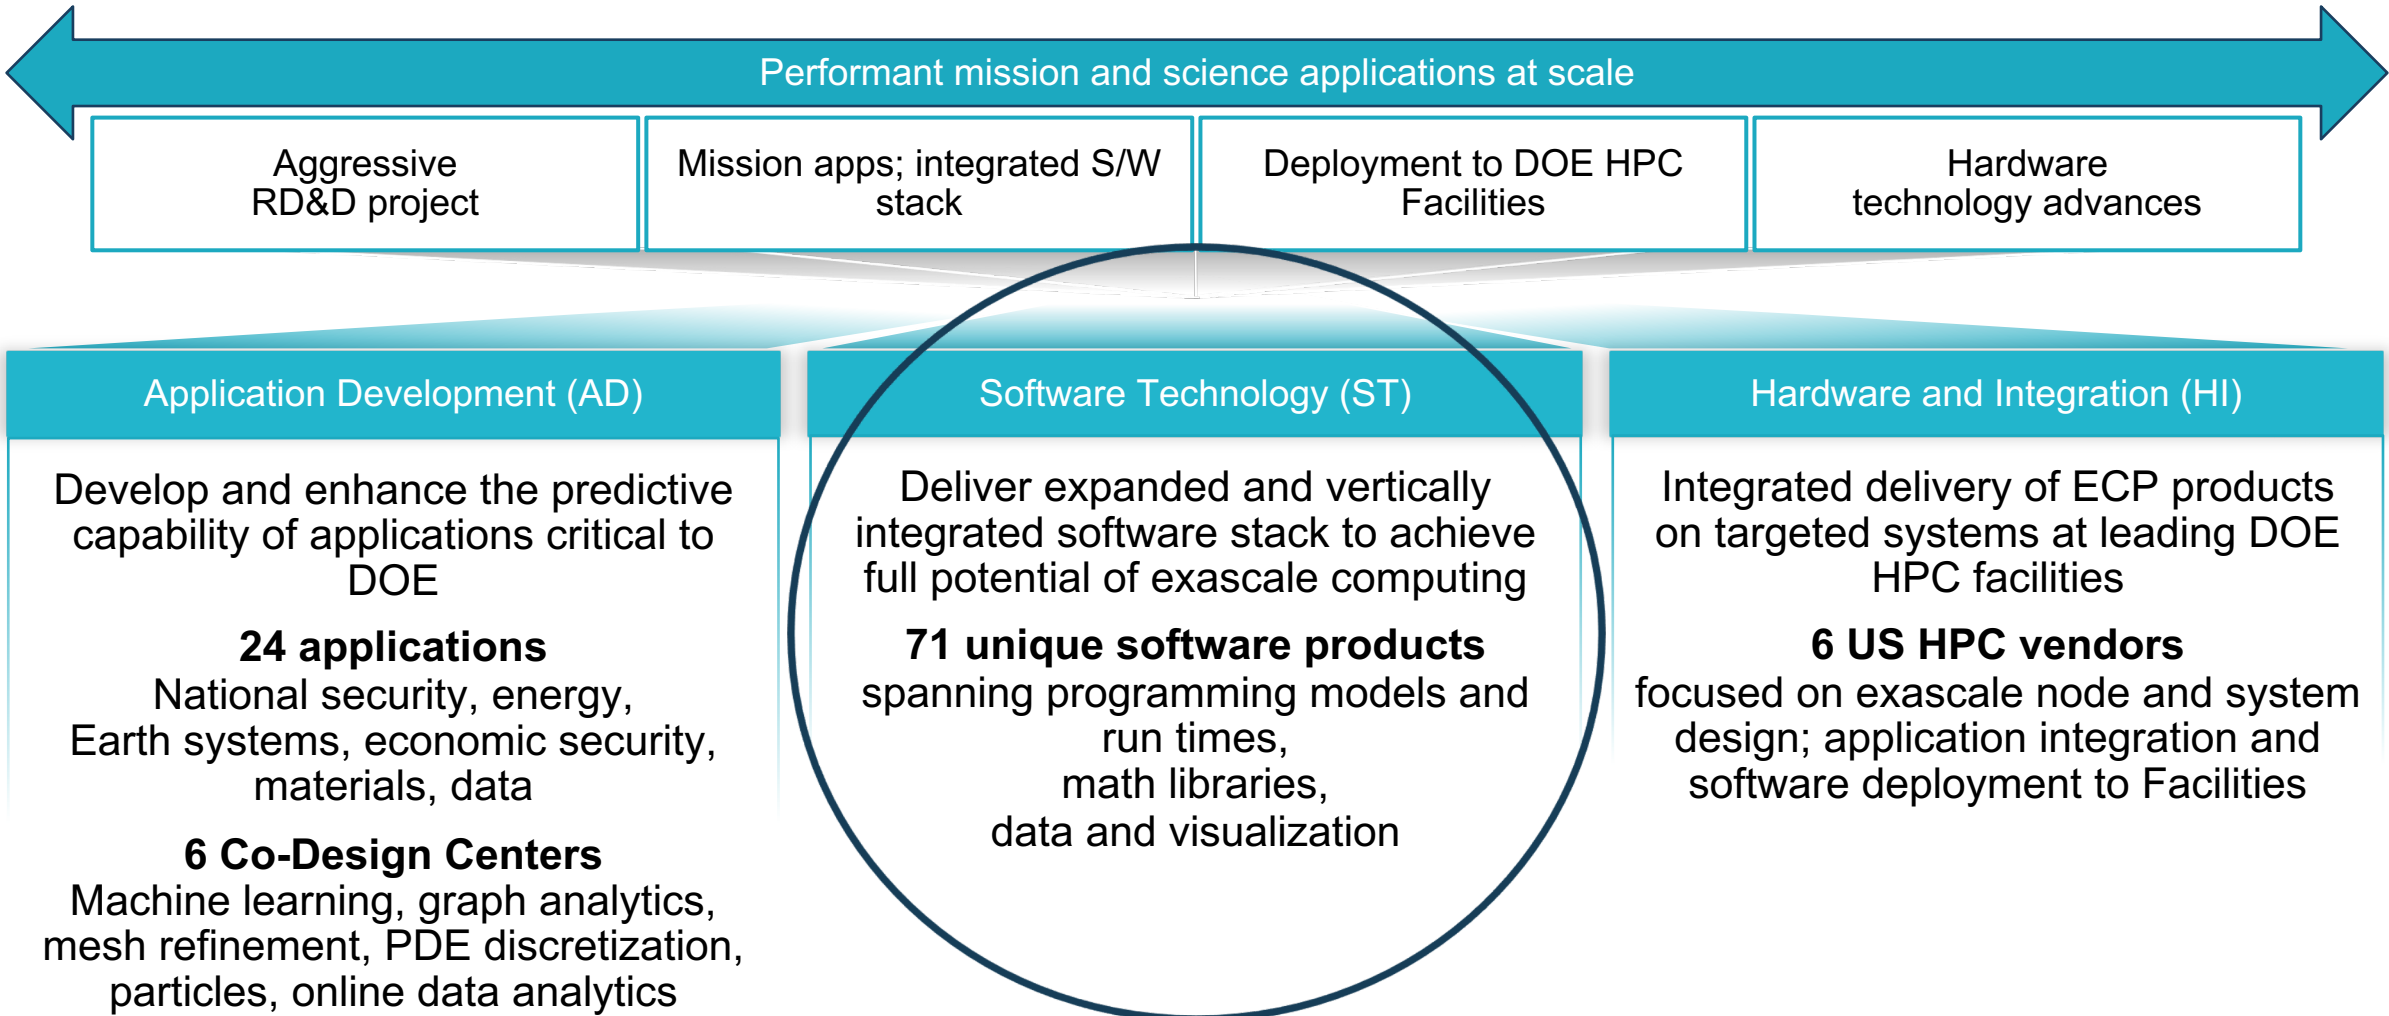 Performant mission and science applications at scale
Aggressive
RD&D project
Mission apps; integrated S/W
stack
Deployment to DOE HPC
Facilities
Hardware
technology advances
Application Development (AD)
Develop and enhance the predictive
capability of applications critical to
DOE
24 applications
National security, energy,
Earth systems, economic security,
materials, data
6 Co-Design Centers
Machine learning, graph analytics,
mesh refinement, PDE discretization,
particles, online data analytics
Software Technology (ST)
Deliver expanded and vertically
integrated software stack to achieve
full potential of exascale computing
71 unique software products
spanning programming models and
run times,
math libraries,
data and visualization
Hardware and Integration (HI)
Integrated delivery of ECP products
on targeted systems at leading DOE
HPC facilities
6 US HPC vendors
focused on exascale node and system
design; application integration and
software deployment to Facilities